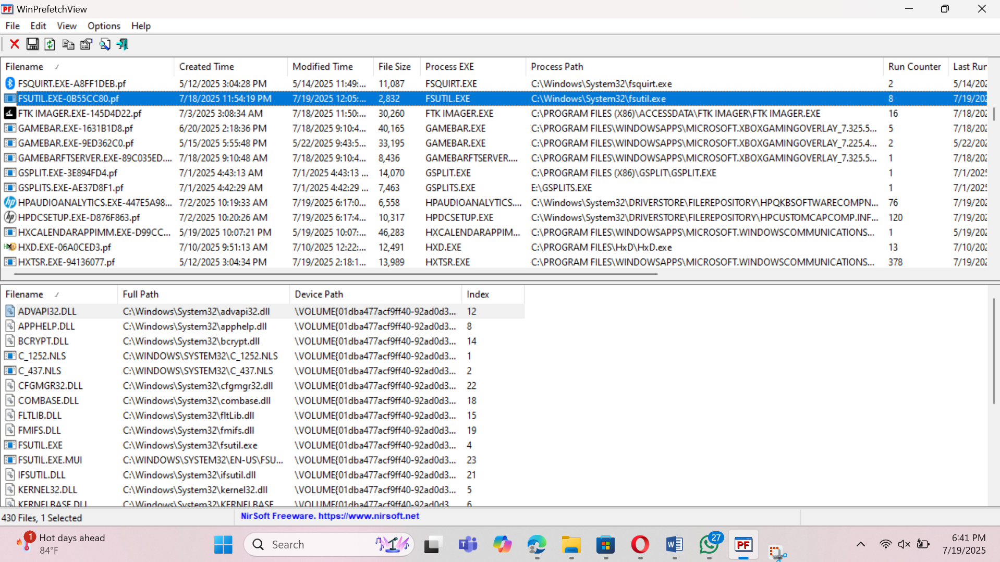 WinPrefetchView
File Edit View Options Help
Filename Created Time Modified Time File Size Process EXE Process Path Run Counter Last Run
FSQUIRT.EXE-A8FF1DEB.pf 5/12/2025 3:04:28 PM 5/14/2025 11:49:... 11,087 FSQUIRT.EXE C:\Windows\System32\fsquirt.exe 2 5/14/202
FSUTIL.EXE-0B55CC80.pf 7/18/2025 11:54:19 PM 7/19/2025 12:05:... 2,832 FSUTIL.EXE C:\Windows\System32\fsutil.exe 8 7/19/202
FTK IMAGER.EXE-145D4D22.pf 7/3/2025 3:08:34 AM 7/18/2025 11:50:... 30,260 FTK IMAGER.EXE C:\PROGRAM FILES (X86)\ACCESSDATA\FTK IMAGER\FTK IMAGER.EXE 16 7/18/202
GAMEBAR.EXE-1631B1D8.pf 6/20/2025 2:18:36 PM 7/18/2025 9:10:4... 40,165 GAMEBAR.EXE C:\PROGRAM FILES\WINDOWSAPPS\MICROSOFT.XBOXGAMINGOVERLAY_7.325.5... 5 7/18/202
GAMEBAR.EXE-9ED362C0.pf 5/15/2025 5:55:48 PM 5/22/2025 9:43:5... 33,195 GAMEBAR.EXE C:\PROGRAM FILES\WINDOWSAPPS\MICROSOFT.XBOXGAMINGOVERLAY_7.225.4... 2 5/22/202
GAMEBARFTSERVER.EXE-89C035ED.... 7/18/2025 9:10:48 AM 7/18/2025 9:10:4... 8,436 GAMEBARFTSERVER.... C:\PROGRAM FILES\WINDOWSAPPS\MICROSOFT.XBOXGAMINGOVERLAY_7.325.5... 1 7/18/202
GSPLIT.EXE-3E894FD4.pf 7/1/2025 4:43:13 AM 7/1/2025 4:43:13 ... 14,070 GSPLIT.EXE C:\PROGRAM FILES (X86)\GSPLIT\GSPLIT.EXE 1 7/1/2025
GSPLITS.EXE-AE37D8F1.pf 7/1/2025 4:42:29 AM 7/1/2025 4:42:29 ... 7,463 GSPLITS.EXE E:\GSPLITS.EXE 1 7/1/2025
HPAUDIOANALYTICS.EXE-447E5A98... 7/2/2025 10:19:33 AM 7/19/2025 6:17:0... 6,558 HPAUDIOANALYTICS.... C:\Windows\System32\DRIVERSTORE\FILEREPOSITORY\HPQKBSOFTWARECOMPN... 76 7/19/202
HPDCSETUP.EXE-D876F863.pf 7/2/2025 10:20:26 AM 7/19/2025 6:17:4... 10,317 HPDCSETUP.EXE C:\Windows\System32\DRIVERSTORE\FILEREPOSITORY\HPCUSTOMCAPCOMP.INF... 120 7/19/202
HXCALENDARAPPIMM.EXE-D99CC... 5/19/2025 10:07:21 PM 5/19/2025 10:07:... 46,283 HXCALENDARAPPIM... C:\PROGRAM FILES\WINDOWSAPPS\MICROSOFT.WINDOWSCOMMUNICATIONS... 1 5/19/202
HXD.EXE-06A0CED3.pf 7/10/2025 9:51:13 AM 7/10/2025 12:22:... 12,491 HXD.EXE C:\PROGRAM FILES\HxD\HxD.exe 13 7/10/202
HXTSR.EXE-94136077.pf 5/12/2025 3:04:34 PM 7/19/2025 2:18:1... 13,989 HXTSR.EXE C:\PROGRAM FILES\WINDOWSAPPS\MICROSOFT.WINDOWSCOMMUNICATIONS... 378 7/19/202
Filename Full Path Device Path Index
ADVAPI32.DLL C:\Windows\System32\advapi32.dll \VOLUME{01dba477acf9ff40-92ad0d3... 12
APPHELP.DLL C:\Windows\System32\apphelp.dll \VOLUME{01dba477acf9ff40-92ad0d3... 8
BCRYPT.DLL C:\Windows\System32\bcrypt.dll \VOLUME{01dba477acf9ff40-92ad0d3... 14
C_1252.NLS C:\WINDOWS\SYSTEM32\C_1252.NLS \VOLUME{01dba477acf9ff40-92ad0d3... 1
C_437.NLS C:\WINDOWS\SYSTEM32\C_437.NLS \VOLUME{01dba477acf9ff40-92ad0d3... 2
CFGMGR32.DLL C:\Windows\System32\cfgmgr32.dll \VOLUME{01dba477acf9ff40-92ad0d3... 22
COMBASE.DLL C:\Windows\System32\combase.dll \VOLUME{01dba477acf9ff40-92ad0d3... 18
FLTLIB.DLL C:\Windows\System32\fltLib.dll \VOLUME{01dba477acf9ff40-92ad0d3... 15
FMIFS.DLL C:\Windows\System32\fmifs.dll \VOLUME{01dba477acf9ff40-92ad0d3... 19
FSUTIL.EXE C:\Windows\System32\fsutil.exe \VOLUME{01dba477acf9ff40-92ad0d3... 4
FSUTIL.EXE.MUI C:\WINDOWS\SYSTEM32\EN-US\FSU... \VOLUME{01dba477acf9ff40-92ad0d3... 23
IFSUTIL.DLL C:\Windows\System32\ifsutil.dll \VOLUME{01dba477acf9ff40-92ad0d3... 21
KERNEL32.DLL C:\Windows\System32\kernel32.dll \VOLUME{01dba477acf9ff40-92ad0d3... 5
KERNELBASE.DLL C:\Windows\System32\KERNELBASE \VOLUME{01dba477acf9ff40-92ad0d3 6
430 Files, 1 Selected NirSoft Freeware. https://www.nirsoft.net
1 Hot days ahead
84°F
Search
27
PF
6:41 PM
7/19/2025